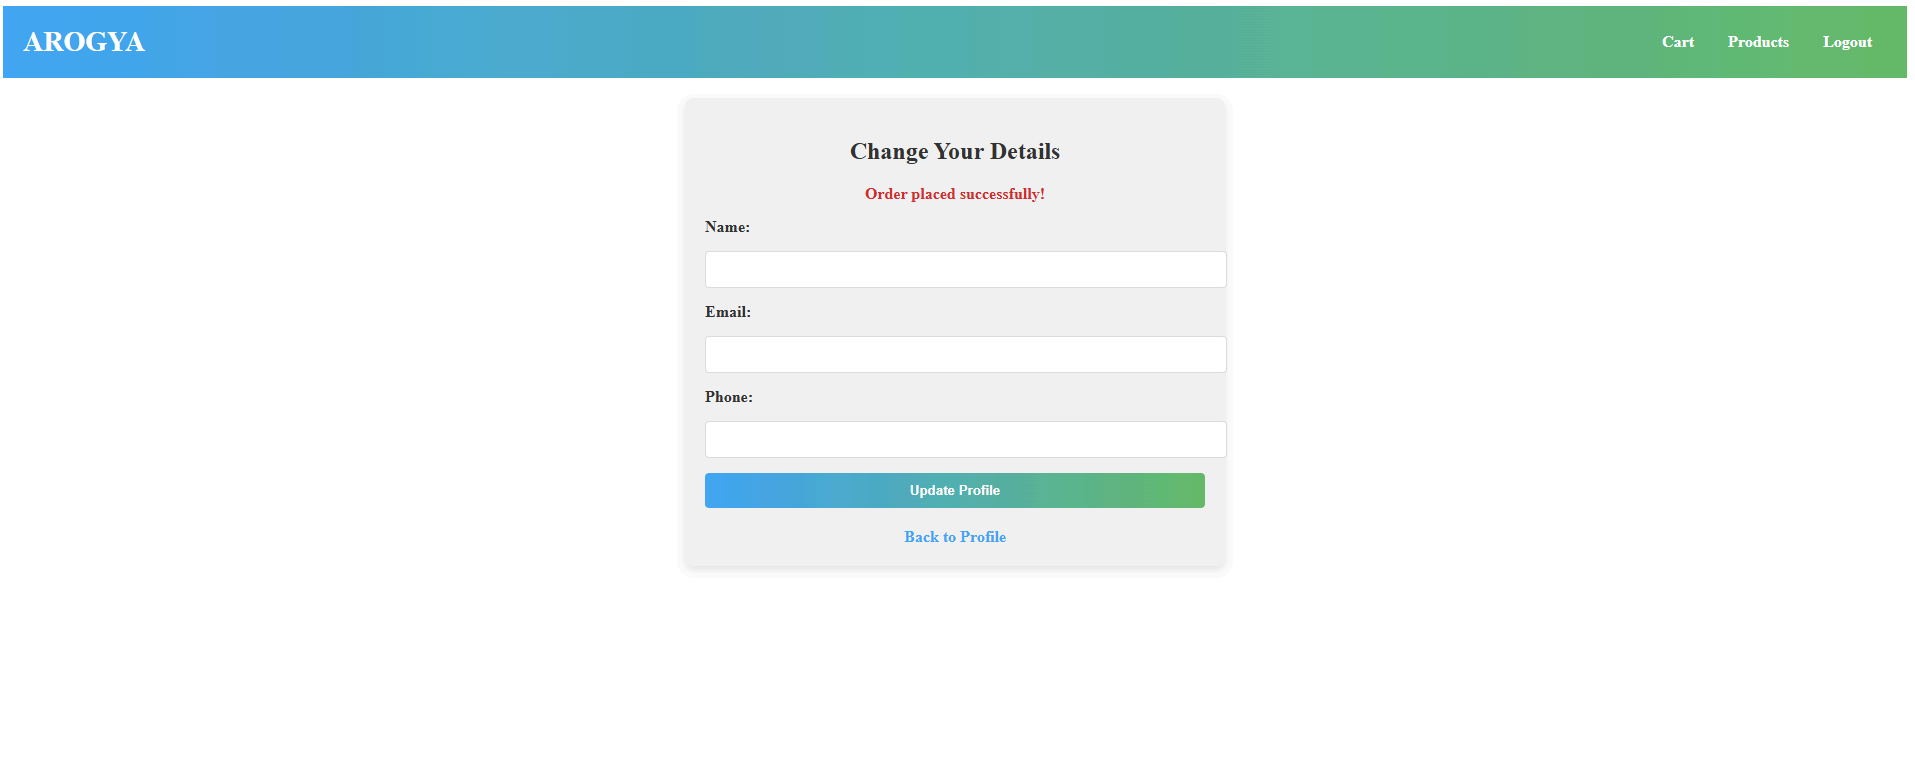 AROGYA
Cart Products Logout
Change Your Details
Order placed successfully!
Name:
Email:
Phone:
Update Profile
Back to Profile